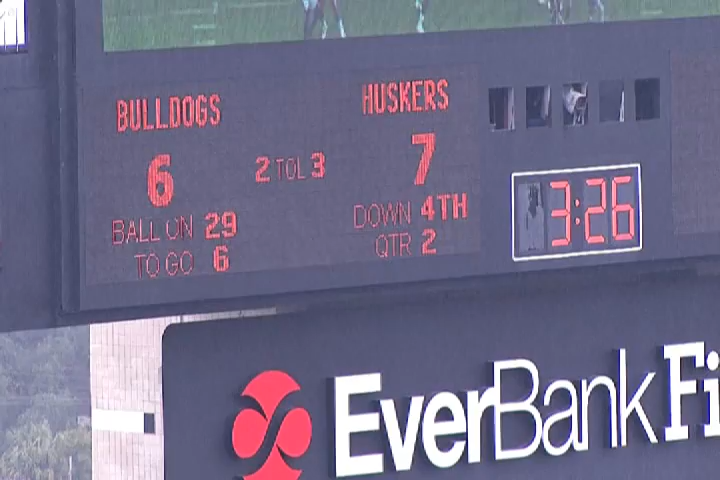 BULLDOGS HUSKERS
6 2 TOL 3 7
BALL ON 29 DOWN 4TH
TO GO 6 QTR 2
3:26
EverBank Fi